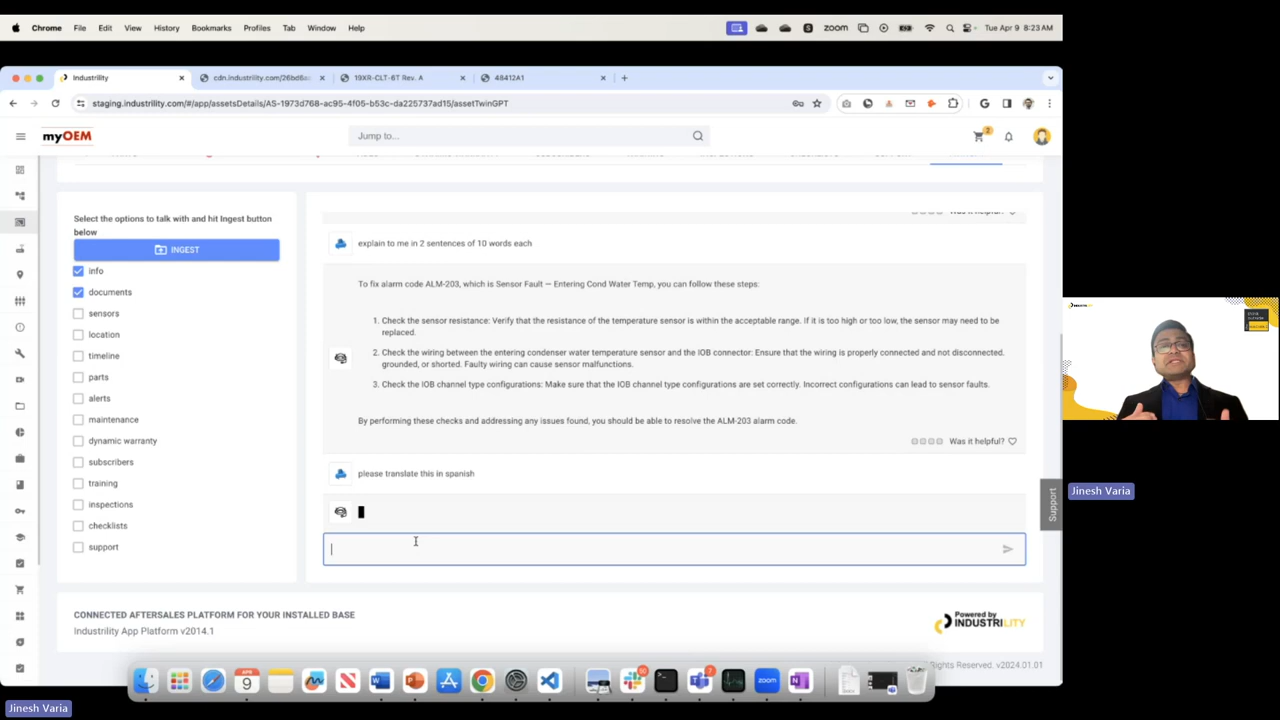 Chrome File Edit View History Bookmarks Profiles Tab Window Help
zoom Tue Apr 9 8:23 AM
Industrility
19XR-CLT-6T Rev. A
48412A1
staging.industrility.com/#/app/assetsDetails/AS-1973d768-ac95-4f05-b53c-da225737ad15/assetTwinGPT
myOEM
Jump to...
2
Select the options to talk with and hit Ingest button
below
INGEST
info
documents
sensors
location
timeline
parts
alerts
maintenance
dynamic warranty
subscribers
training
inspections
checklists
support
Was it helpful?
explain to me in 2 sentences of 10 words each
To fix alarm code ALM-203, which is Sensor Fault — Entering Cond Water Temp, you can follow these steps:
1. Check the sensor resistance: Verify that the resistance of the temperature sensor is within the acceptable range. If it is too high or too low, the sensor may need to be
replaced.
2. Check the wiring between the entering condenser water temperature sensor and the IOB connector: Ensure that the wiring is properly connected and not disconnected,
grounded, or shorted. Faulty wiring can cause sensor malfunctions.
3. Check the IOB channel type configurations: Make sure that the IOB channel type configurations are set correctly. Incorrect configurations can lead to sensor faults.
By performing these checks and addressing any issues found, you should be able to resolve the ALM-203 alarm code.
Was it helpful?
please translate this in spanish
Support
CONNECTED AFTERSALES PLATFORM FOR YOUR INSTALLED BASE
Industrility App Platform v2014.1
Powered by
INDUSTRILITY
Rights Reserved. v2024.01.01
APR
9
zoom
Jinesh Varia
Jinesh Varia